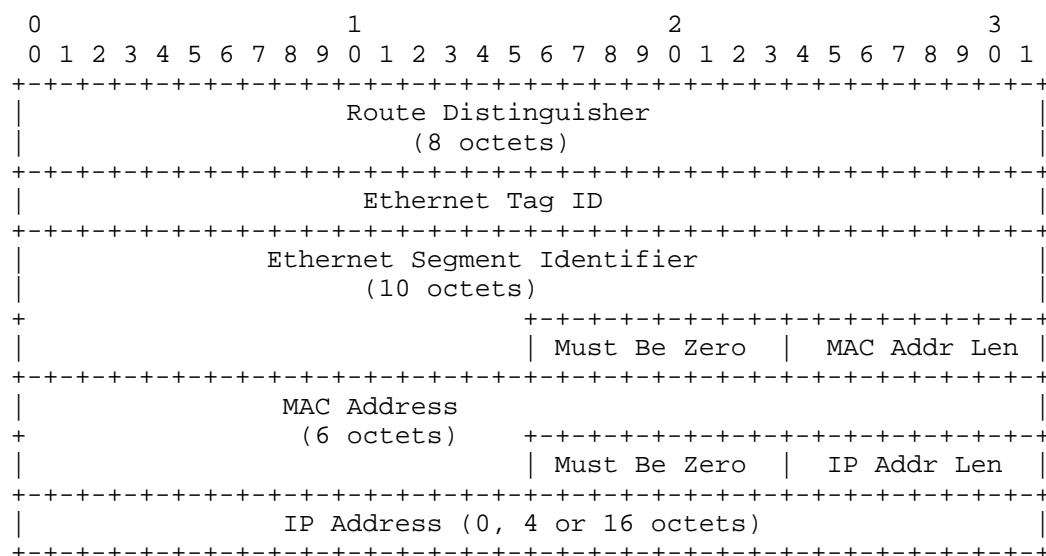 0                   1                   2                   3
 0 1 2 3 4 5 6 7 8 9 0 1 2 3 4 5 6 7 8 9 0 1 2 3 4 5 6 7 8 9 0 1
+-+-+-+-+-+-+-+-+-+-+-+-+-+-+-+-+-+-+-+-+-+-+-+-+-+-+-+-+-+-+-+-+
|                    Route Distinguisher                        |
|                        (8 octets)                             |
+-+-+-+-+-+-+-+-+-+-+-+-+-+-+-+-+-+-+-+-+-+-+-+-+-+-+-+-+-+-+-+-+
|                     Ethernet Tag ID                           |
+-+-+-+-+-+-+-+-+-+-+-+-+-+-+-+-+-+-+-+-+-+-+-+-+-+-+-+-+-+-+-+-+
|               Ethernet Segment Identifier                     |
|                     (10 octets)                               |
+                               +-+-+-+-+-+-+-+-+-+-+-+-+-+-+-+-+
|                               | Must Be Zero  |  MAC Addr Len |
+-+-+-+-+-+-+-+-+-+-+-+-+-+-+-+-+-+-+-+-+-+-+-+-+-+-+-+-+-+-+-+-+
|                MAC Address                                    |
+                 (6 octets)    +-+-+-+-+-+-+-+-+-+-+-+-+-+-+-+-+
|                               | Must Be Zero  |  IP Addr Len  |
+-+-+-+-+-+-+-+-+-+-+-+-+-+-+-+-+-+-+-+-+-+-+-+-+-+-+-+-+-+-+-+-+
|                IP Address (0, 4 or 16 octets)                 |
+-+-+-+-+-+-+-+-+-+-+-+-+-+-+-+-+-+-+-+-+-+-+-+-+-+-+-+-+-+-+-+-+